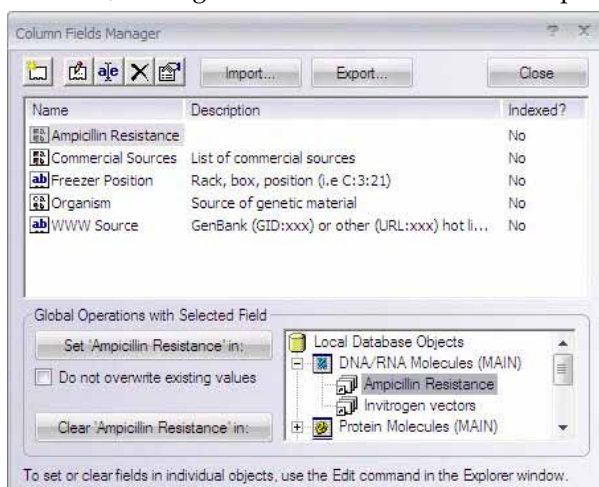 Column Fields Manager
aIe Import... Export... Close
Name Description Indexed?
Ampicillin Resistance No
Commercial Sources List of commercial sources No
ab Freezer Position Rack, box, position (i.e C:3:21) No
Organism Source of genetic material No
ab WWW Source GenBank (GID:xxx) or other (URL:xxx) hot li... No
Global Operations with Selected Field
Set 'Ampicillin Resistance' in:
Do not overwrite existing values
Clear 'Ampicillin Resistance' in:
Local Database Objects
DNA/RNA Molecules (MAIN)
Ampicillin Resistance
Invitrogen vectors
Protein Molecules (MAIN)
To set or clear fields in individual objects, use the Edit command in the Explorer window.